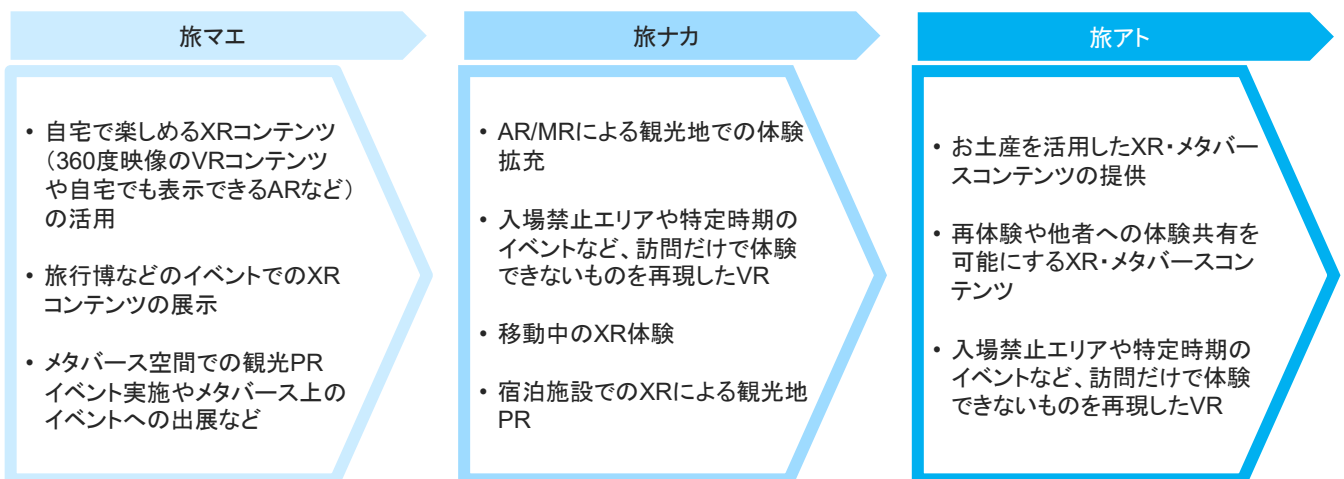 旅マエ
• 自宅で楽しめるXRコンテンツ
（360度映像のVRコンテンツ
や自宅でも表示できるARなど）
の活用
• 旅行博などのイベントでのXR
コンテンツの展示
• メタバース空間での観光PR
イベント実施やメタバース上の
イベントへの出展など
旅ナカ
• AR/MRによる観光地での体験
拡充
• 入場禁止エリアや特定時期の
イベントなど、訪問だけで体験
できないものを再現したVR
• 移動中のXR体験
• 宿泊施設でのXRによる観光地
PR
旅アト
• お土産を活用したXR・メタバー
スコンテンツの提供
• 再体験や他者への体験共有を
可能にするXR・メタバースコン
テンツ
• 入場禁止エリアや特定時期の
イベントなど、訪問だけで体験
できないものを再現したVR